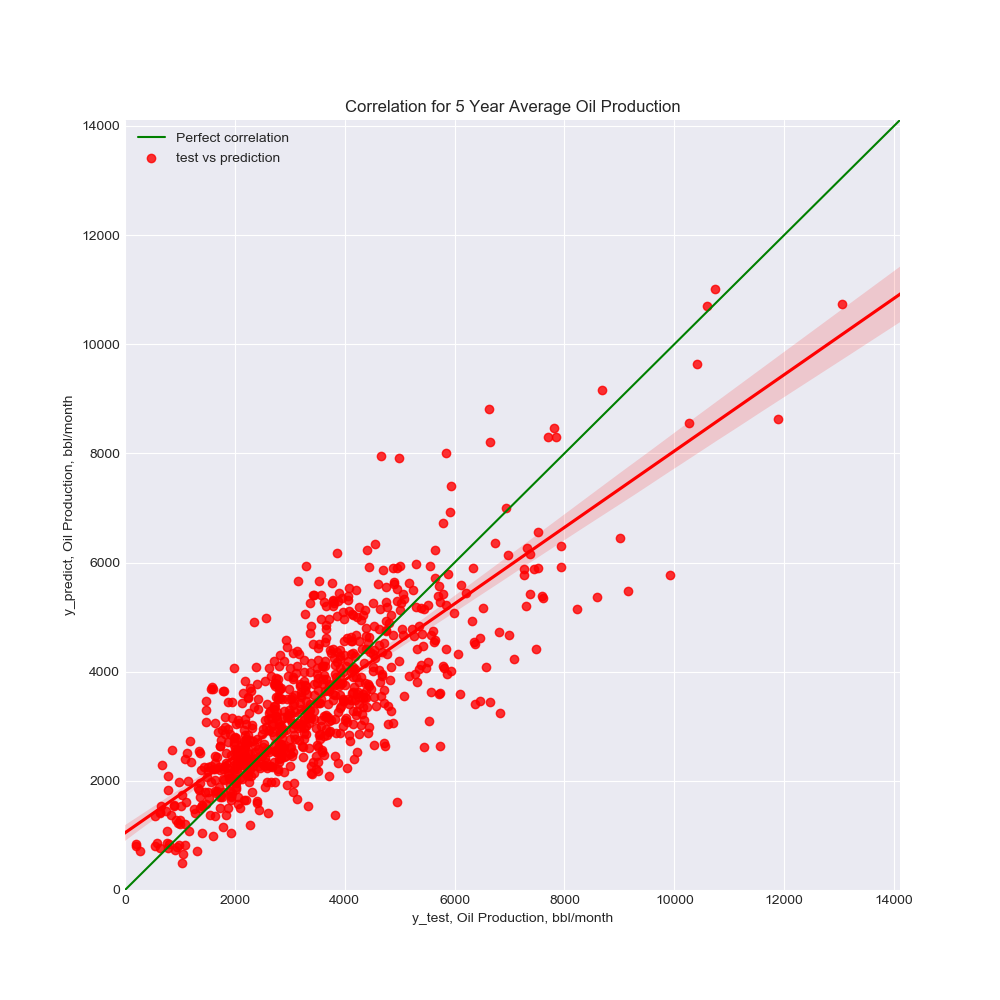 Correlation for 5 Year Average Oil Production
Perfect correlation
test vs prediction
14000
12000
10000
8000
6000
4000
2000
0
y_predict, Oil Production, bbl/month
0 2000 4000 6000 8000 10000 12000 14000
y_test, Oil Production, bbl/month